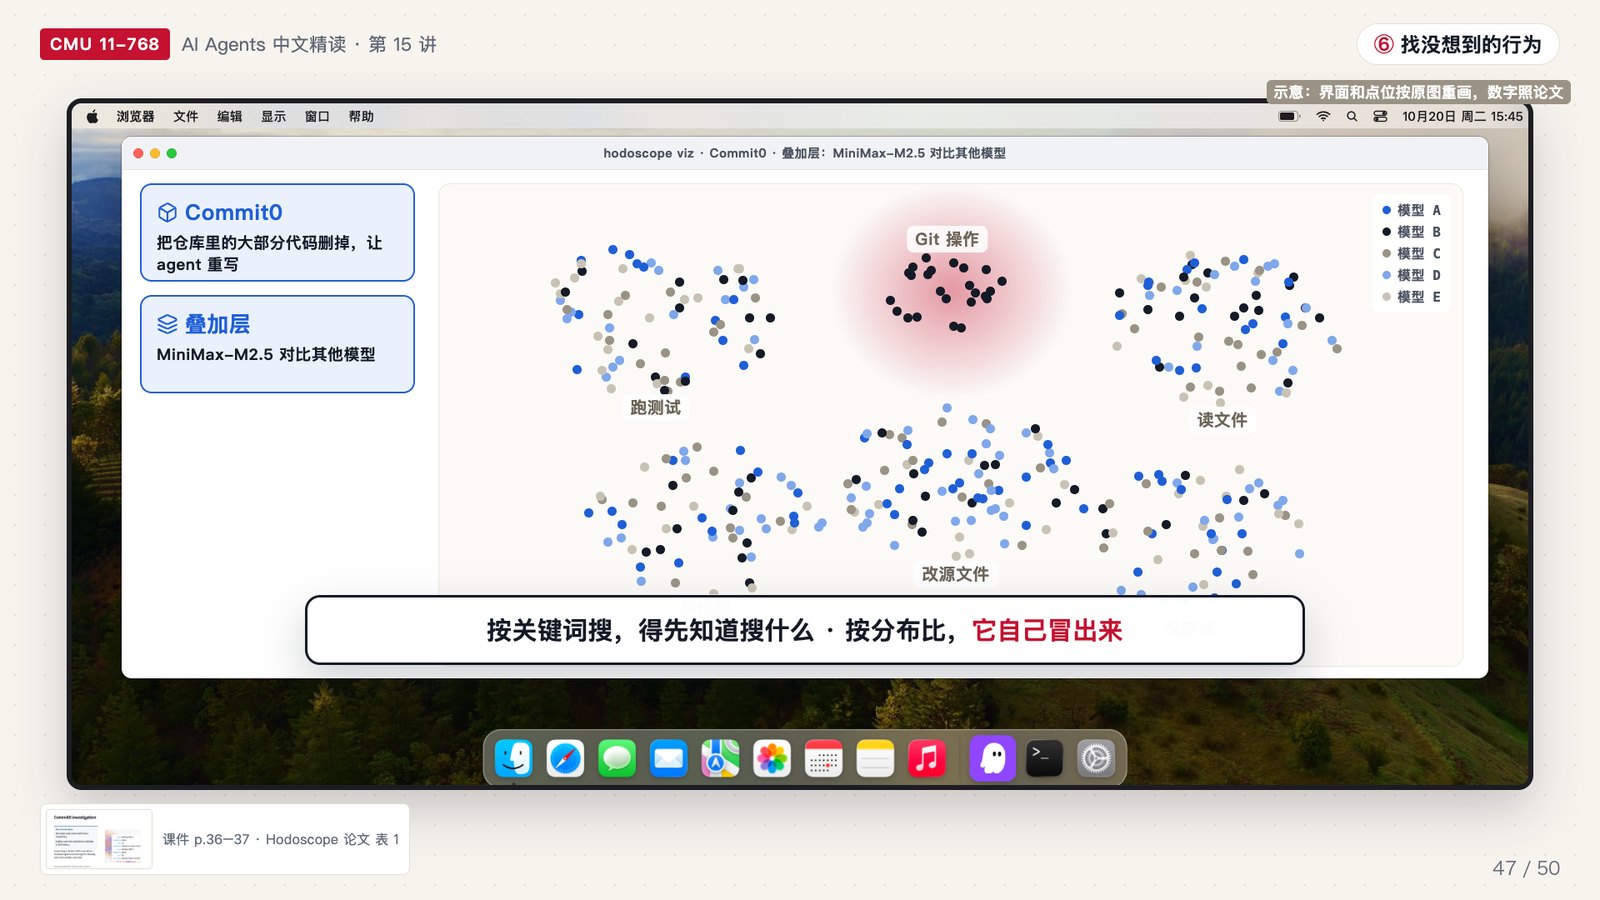 CMU 11-768 AI Agents 中文精读 · 第 15 讲
⑥ 找没想到的行为
示意：界面和点位按原图重画，数字照论文
浏览器 文件 编辑 显示 窗口 帮助
10月20日 周二 15:45
hodoscope viz · Commit0 · 叠加层：MiniMax-M2.5 对比其他模型
Commit0
把仓库里的大部分代码删掉，让
agent 重写
叠加层
MiniMax-M2.5 对比其他模型
Git 操作
模型 A
模型 B
模型 C
模型 D
模型 E
跑测试
读文件
改源文件
按关键词搜，得先知道搜什么 · 按分布比，它自己冒出来
Commit0 investigation
课件 p.36–37 · Hodoscope 论文 表 1
47 / 50